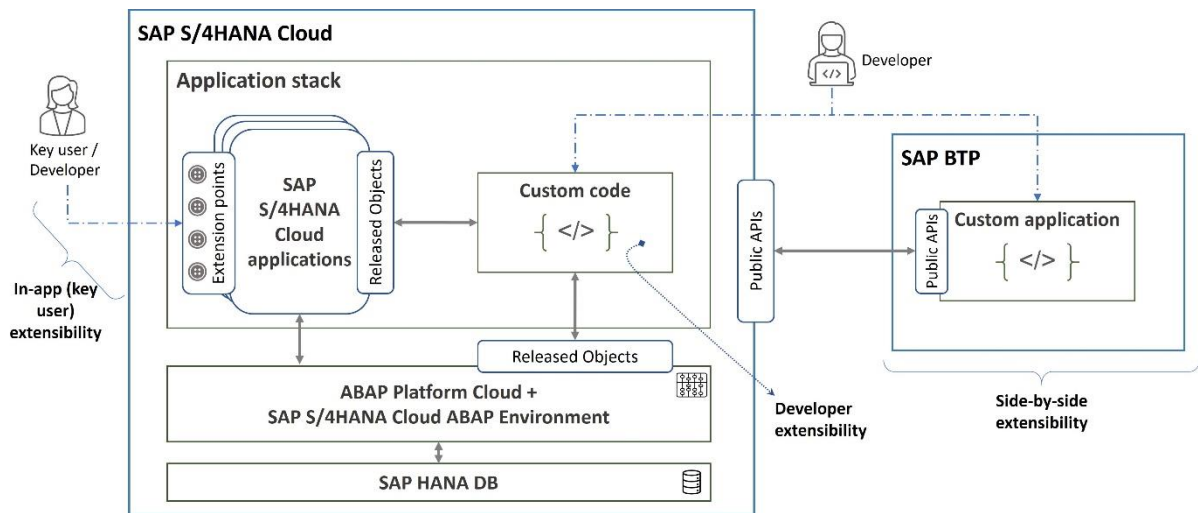 SAP S/4HANA Cloud
Application stack
Key user /
Developer
Extension points
SAP
S/4HANA
Cloud
applications
Released Objects
Custom code
{ </> }
In-app (key
user)
extensibility
Released Objects
ABAP Platform Cloud +
SAP S/4HANA Cloud ABAP Environment
SAP HANA DB
</>
Developer
Public APIs
Developer
extensibility
SAP BTP
Public APIs
Custom application
{ </> }
Side-by-side
extensibility